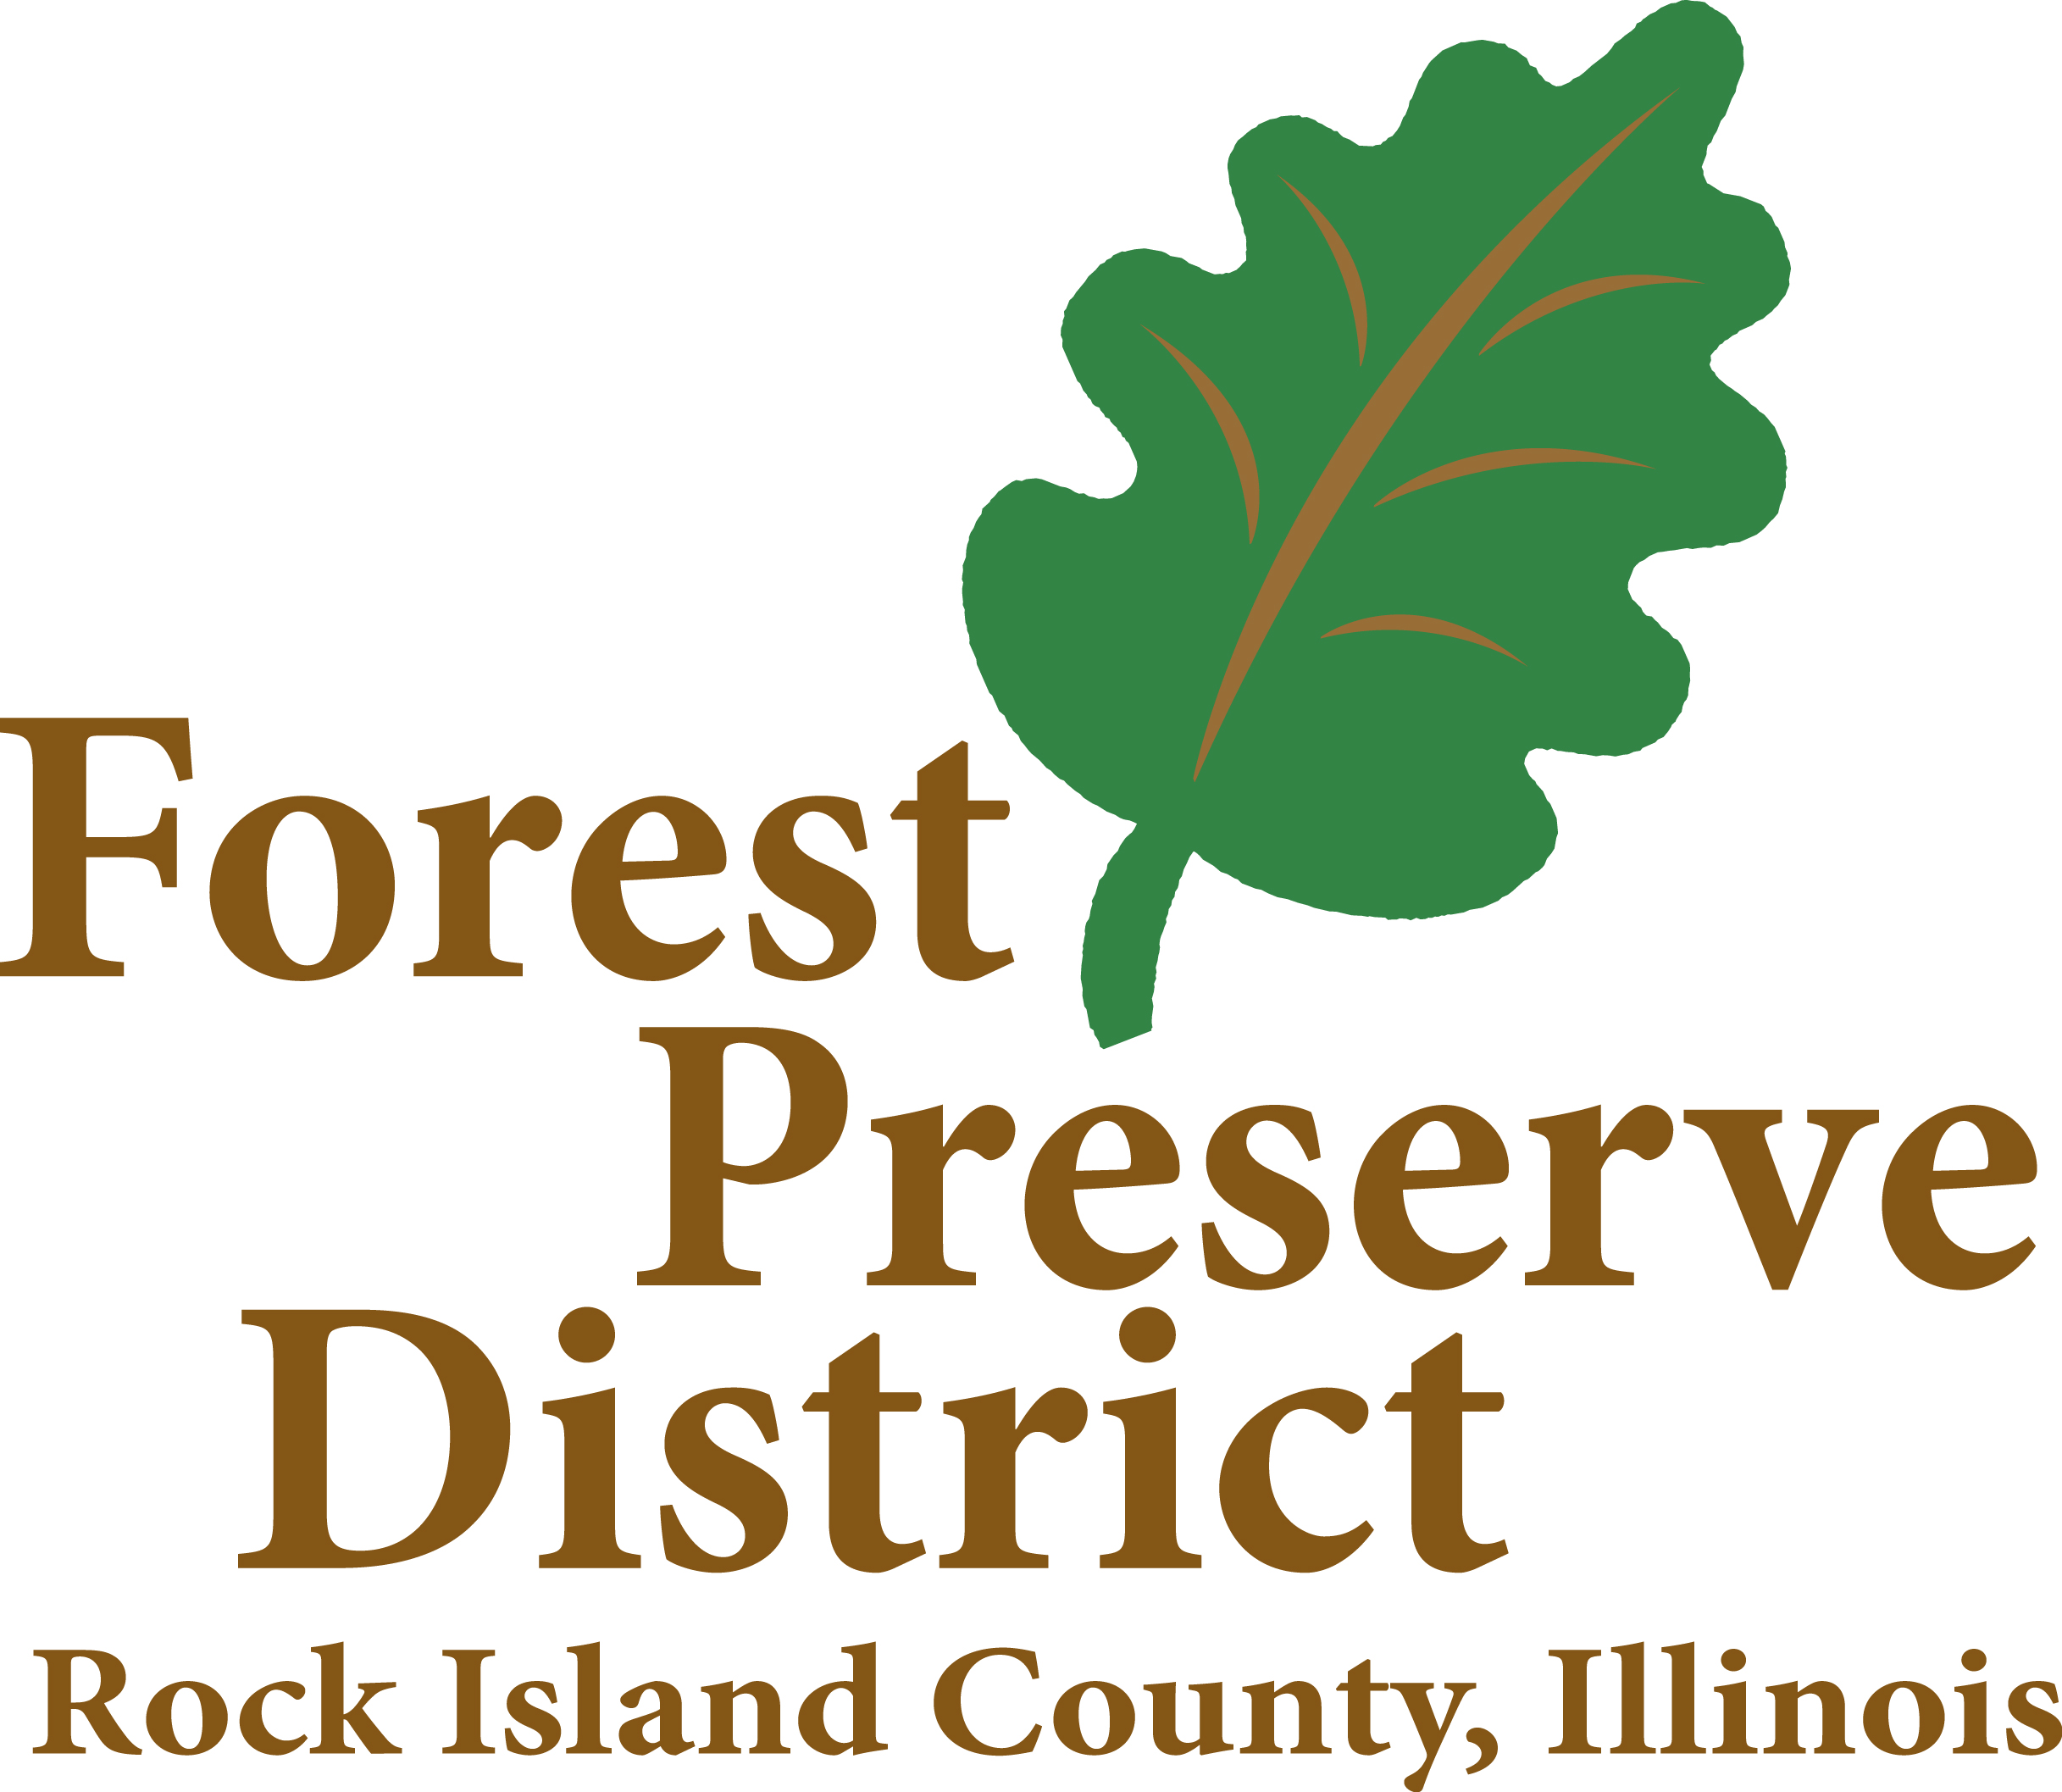 Forest
Preserve
District
Rock Island County, Illinois